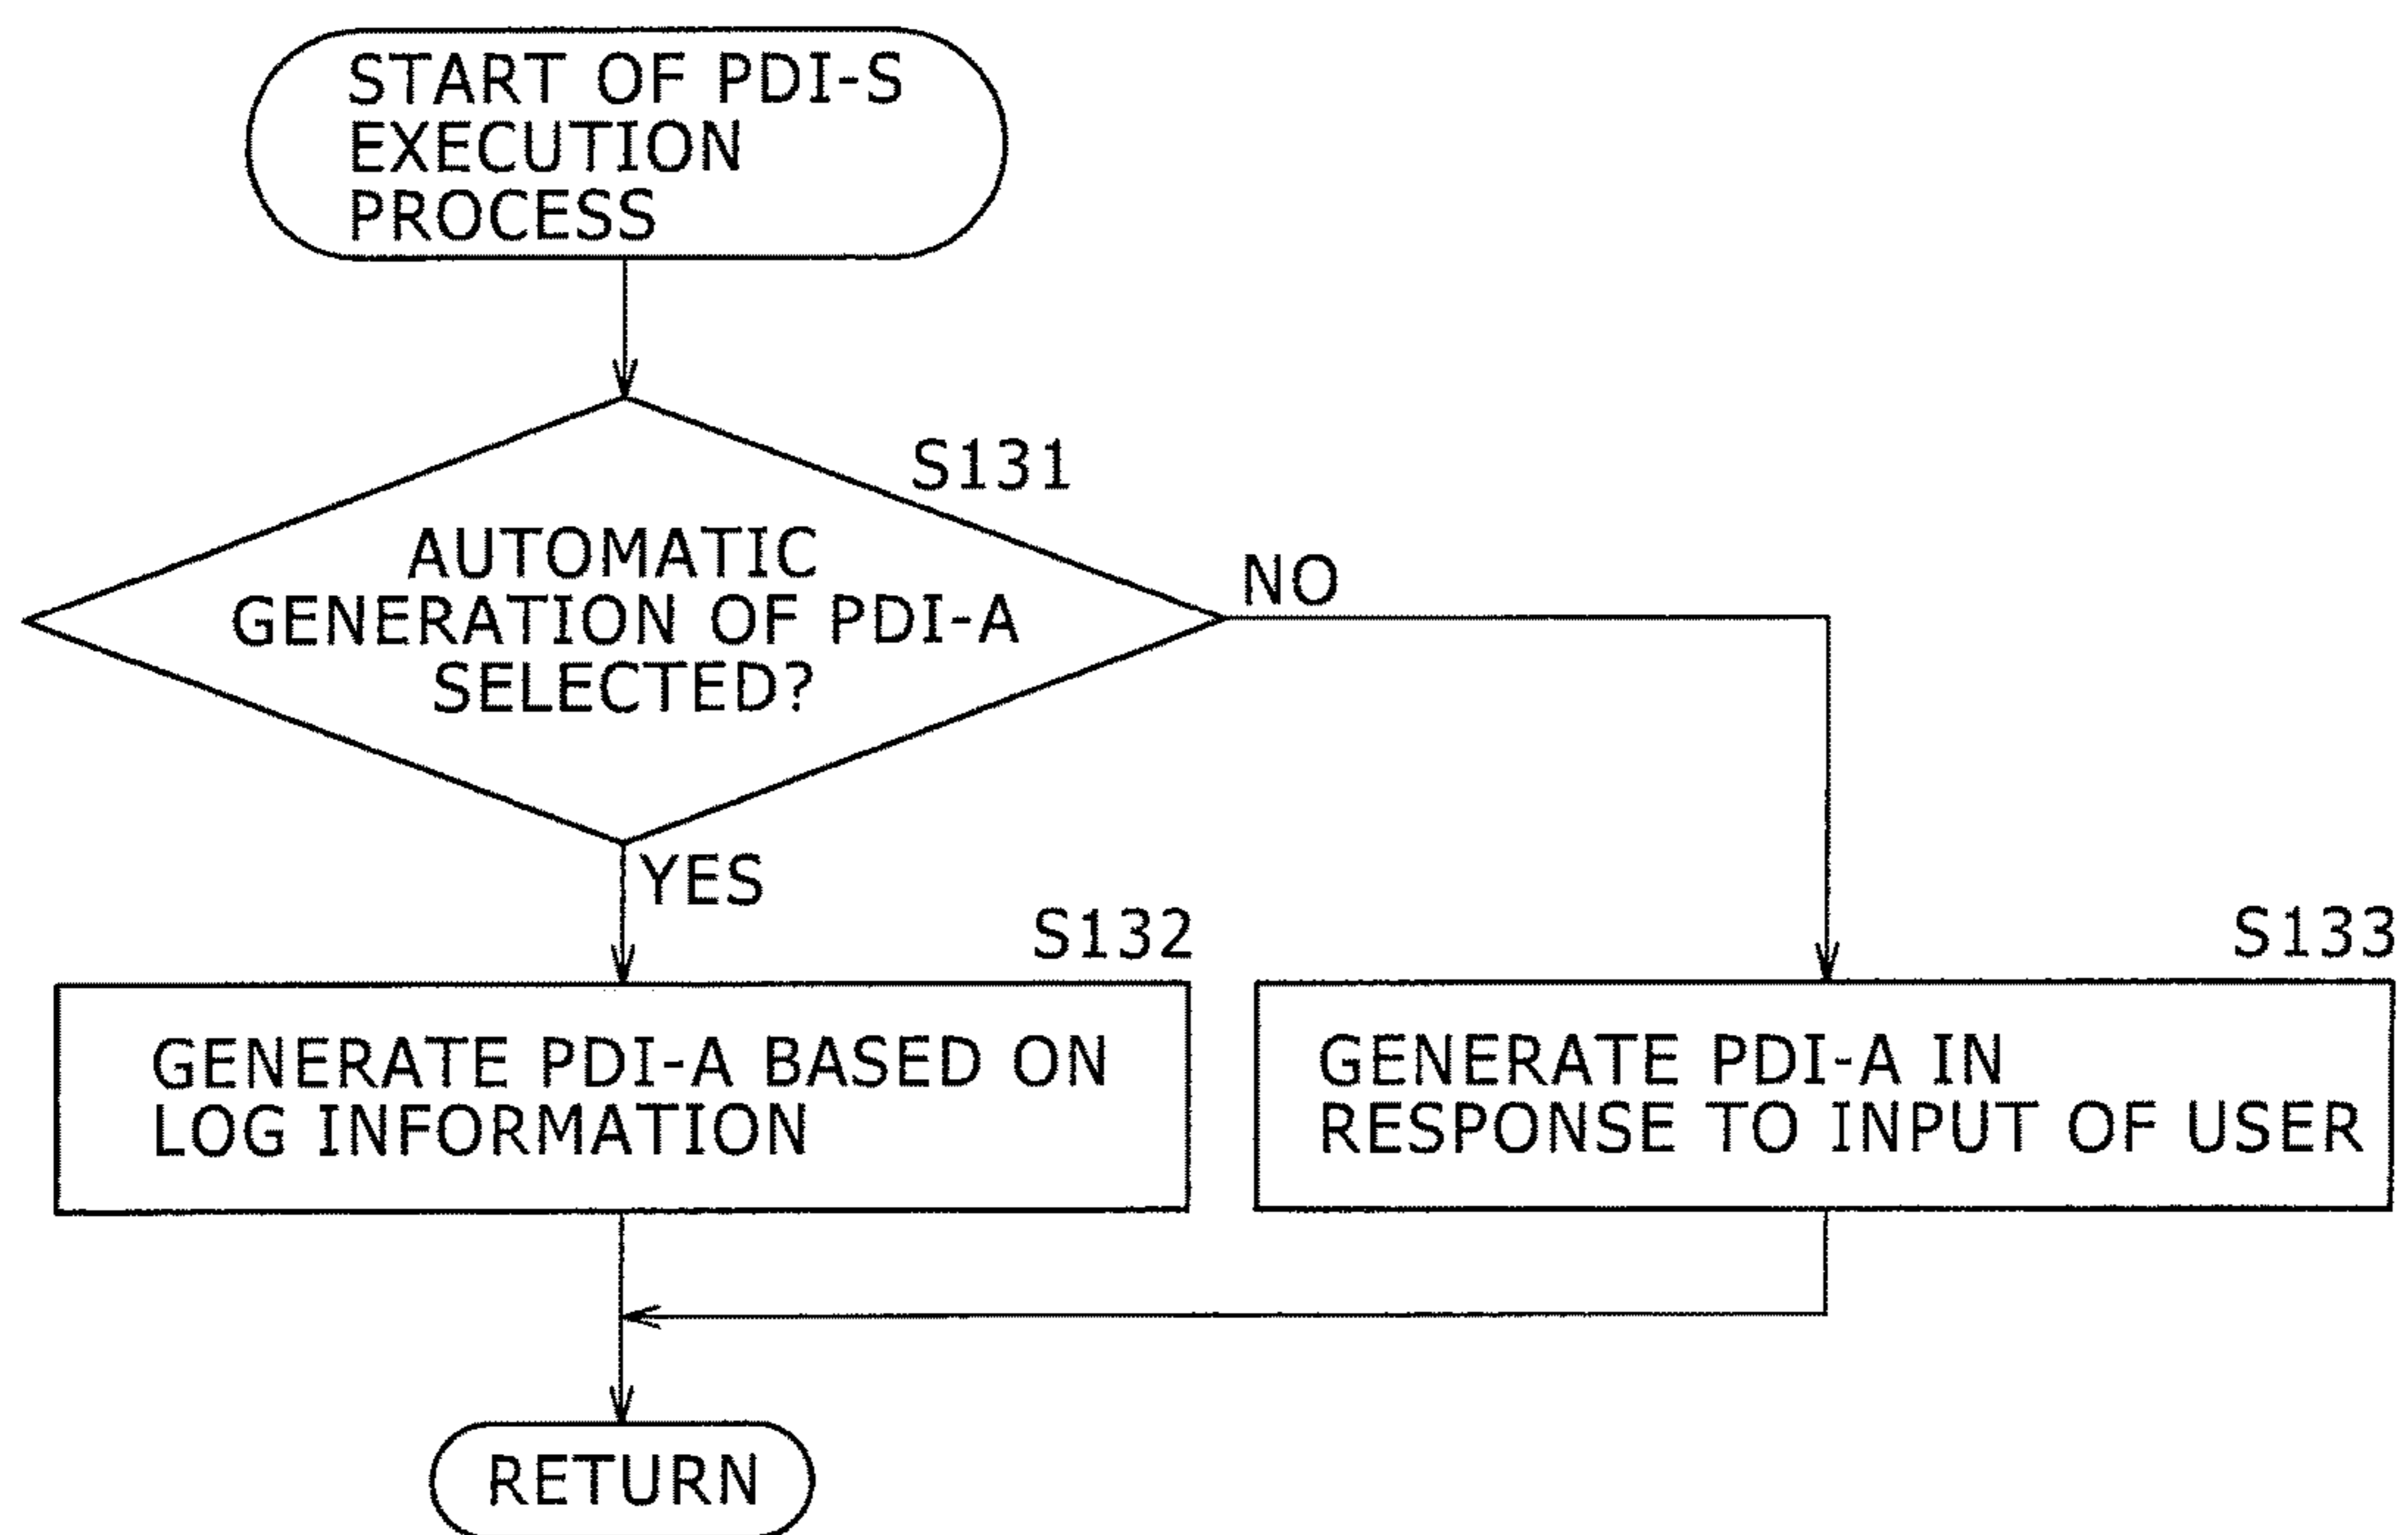 START OF PDI-S
EXECUTION
PROCESS
S131
AUTOMATIC
GENERATION OF PDI-A
SELECTED?
NO
YES
S132
GENERATE PDI-A BASED ON
LOG INFORMATION
S133
GENERATE PDI-A IN
RESPONSE TO INPUT OF USER
RETURN